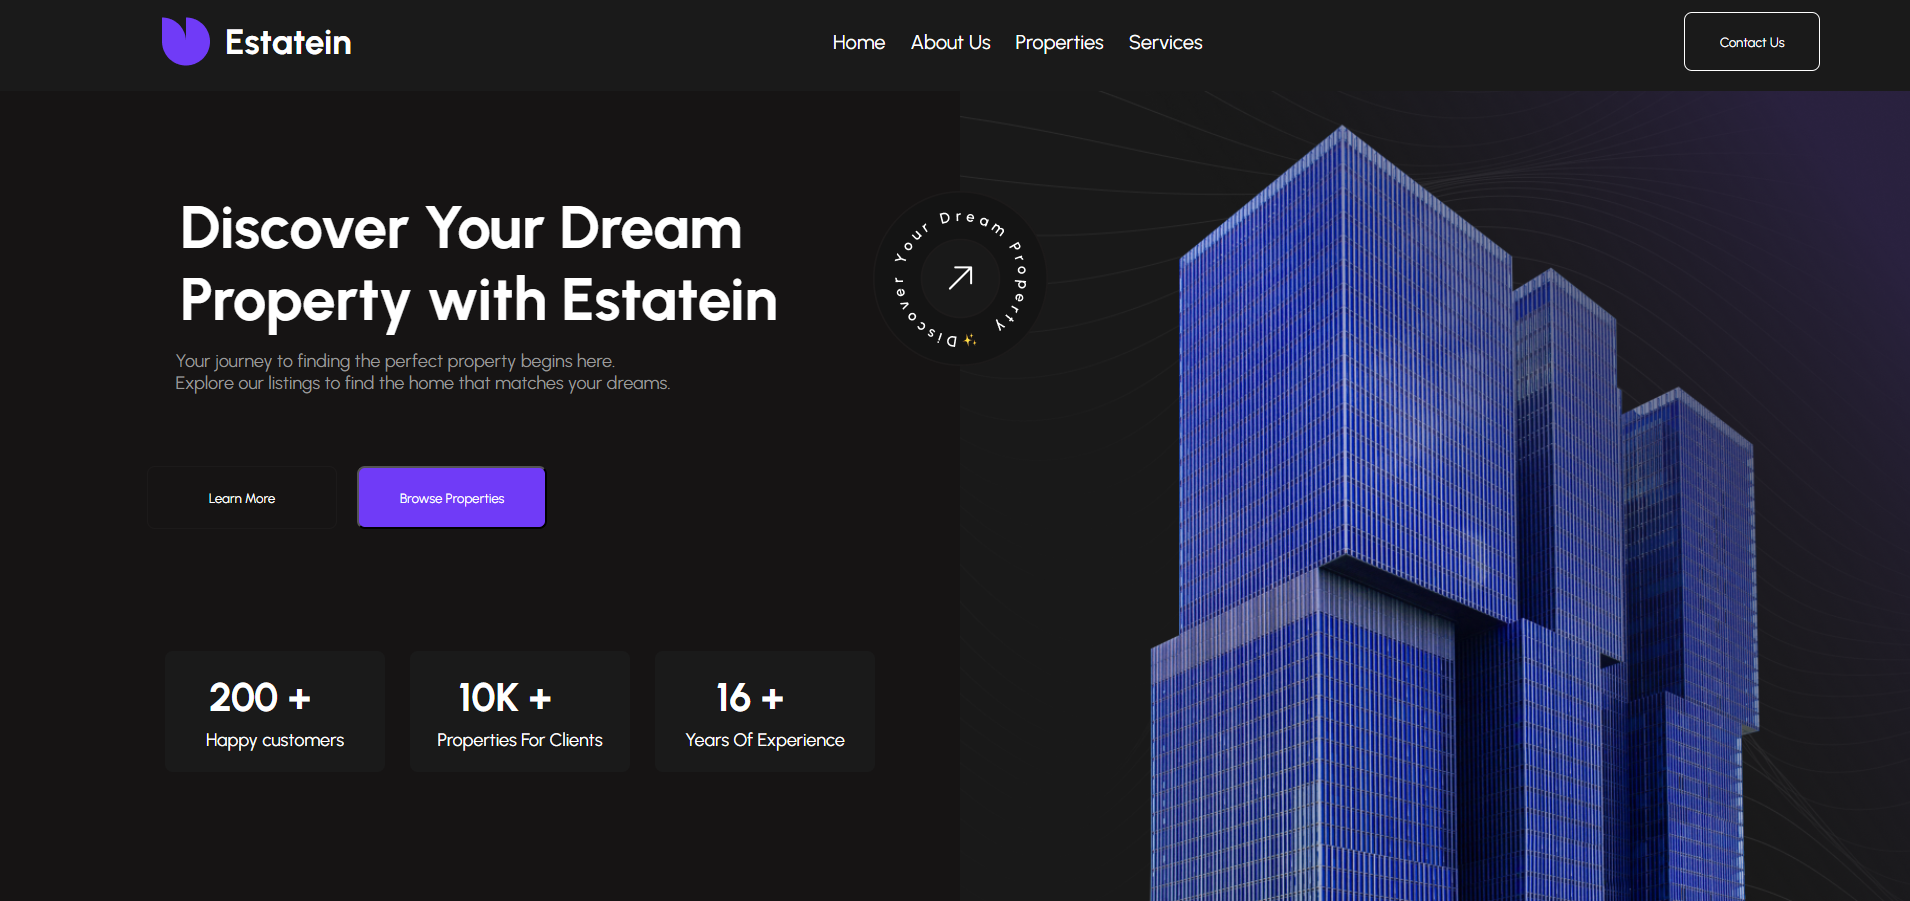 Estatein
Home About Us Properties Services
Contact Us
Discover Your Dream
Property with Estatein
✨Discover Your Dream Property
Your journey to finding the perfect property begins here.
Explore our listings to find the home that matches your dreams.
Learn More
Browse Properties
200 +
Happy customers
10K +
Properties For Clients
16 +
Years Of Experience